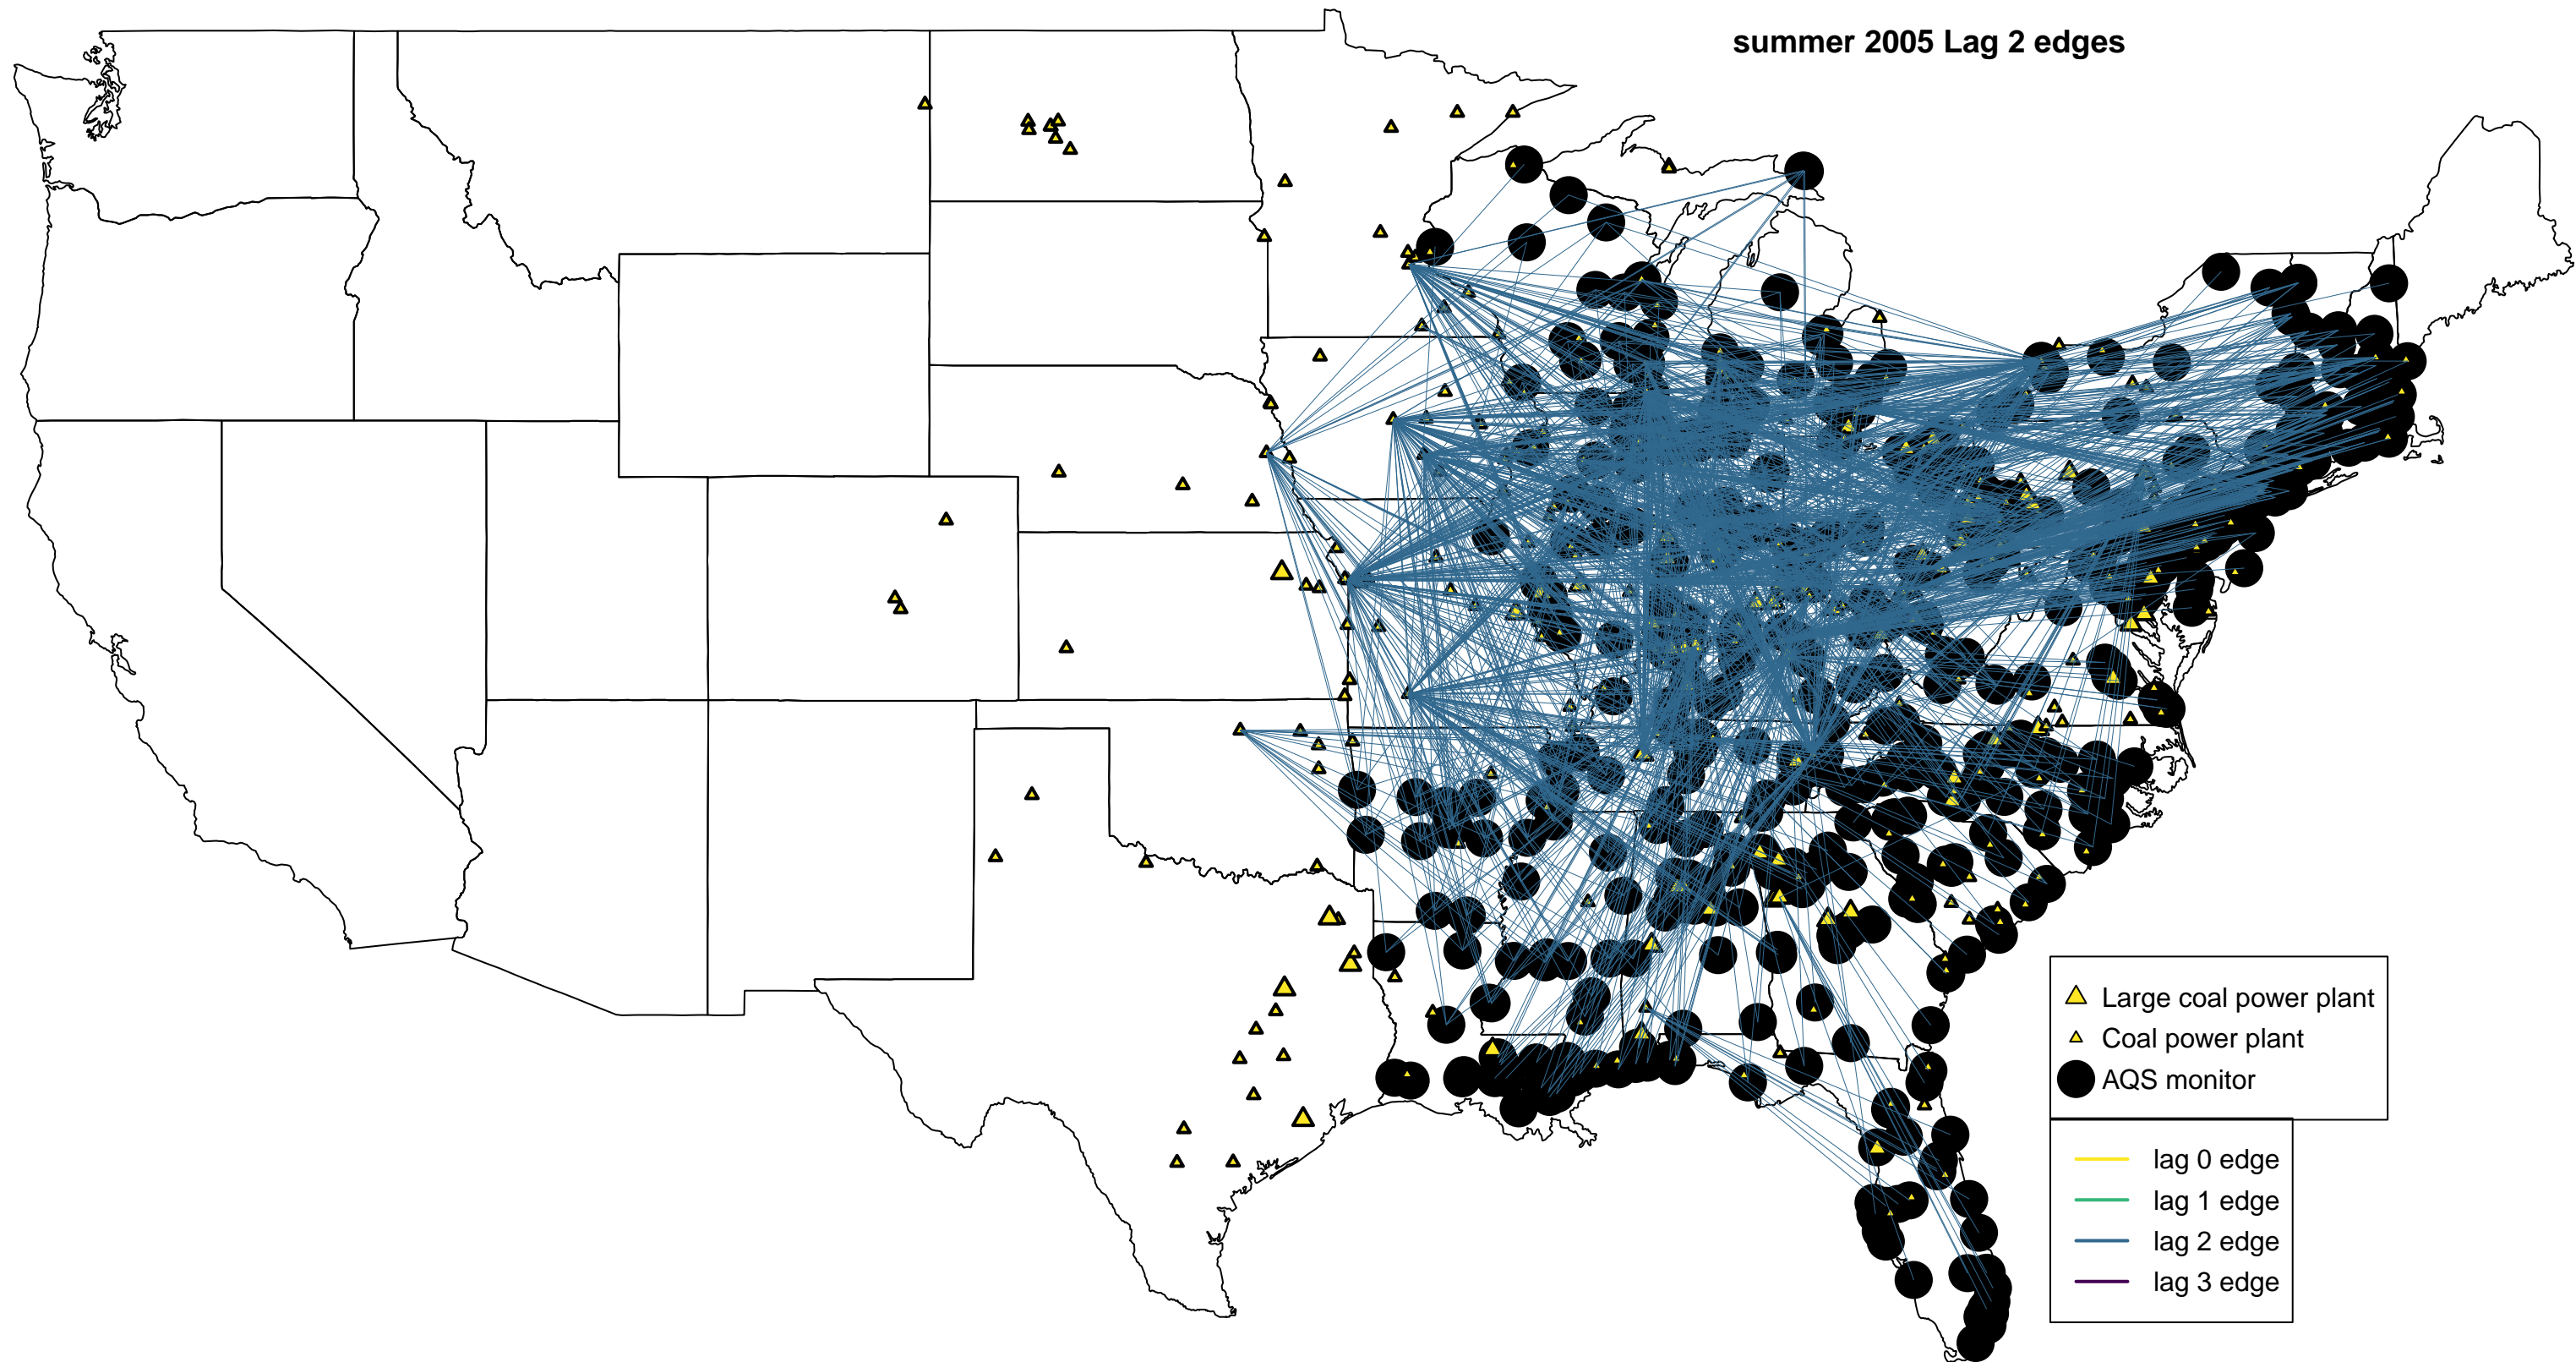 summer 2005 Lag 2 edges
Large coal power plant
Coal power plant
AQS monitor
lag 0 edge
lag 1 edge
lag 2 edge
lag 3 edge